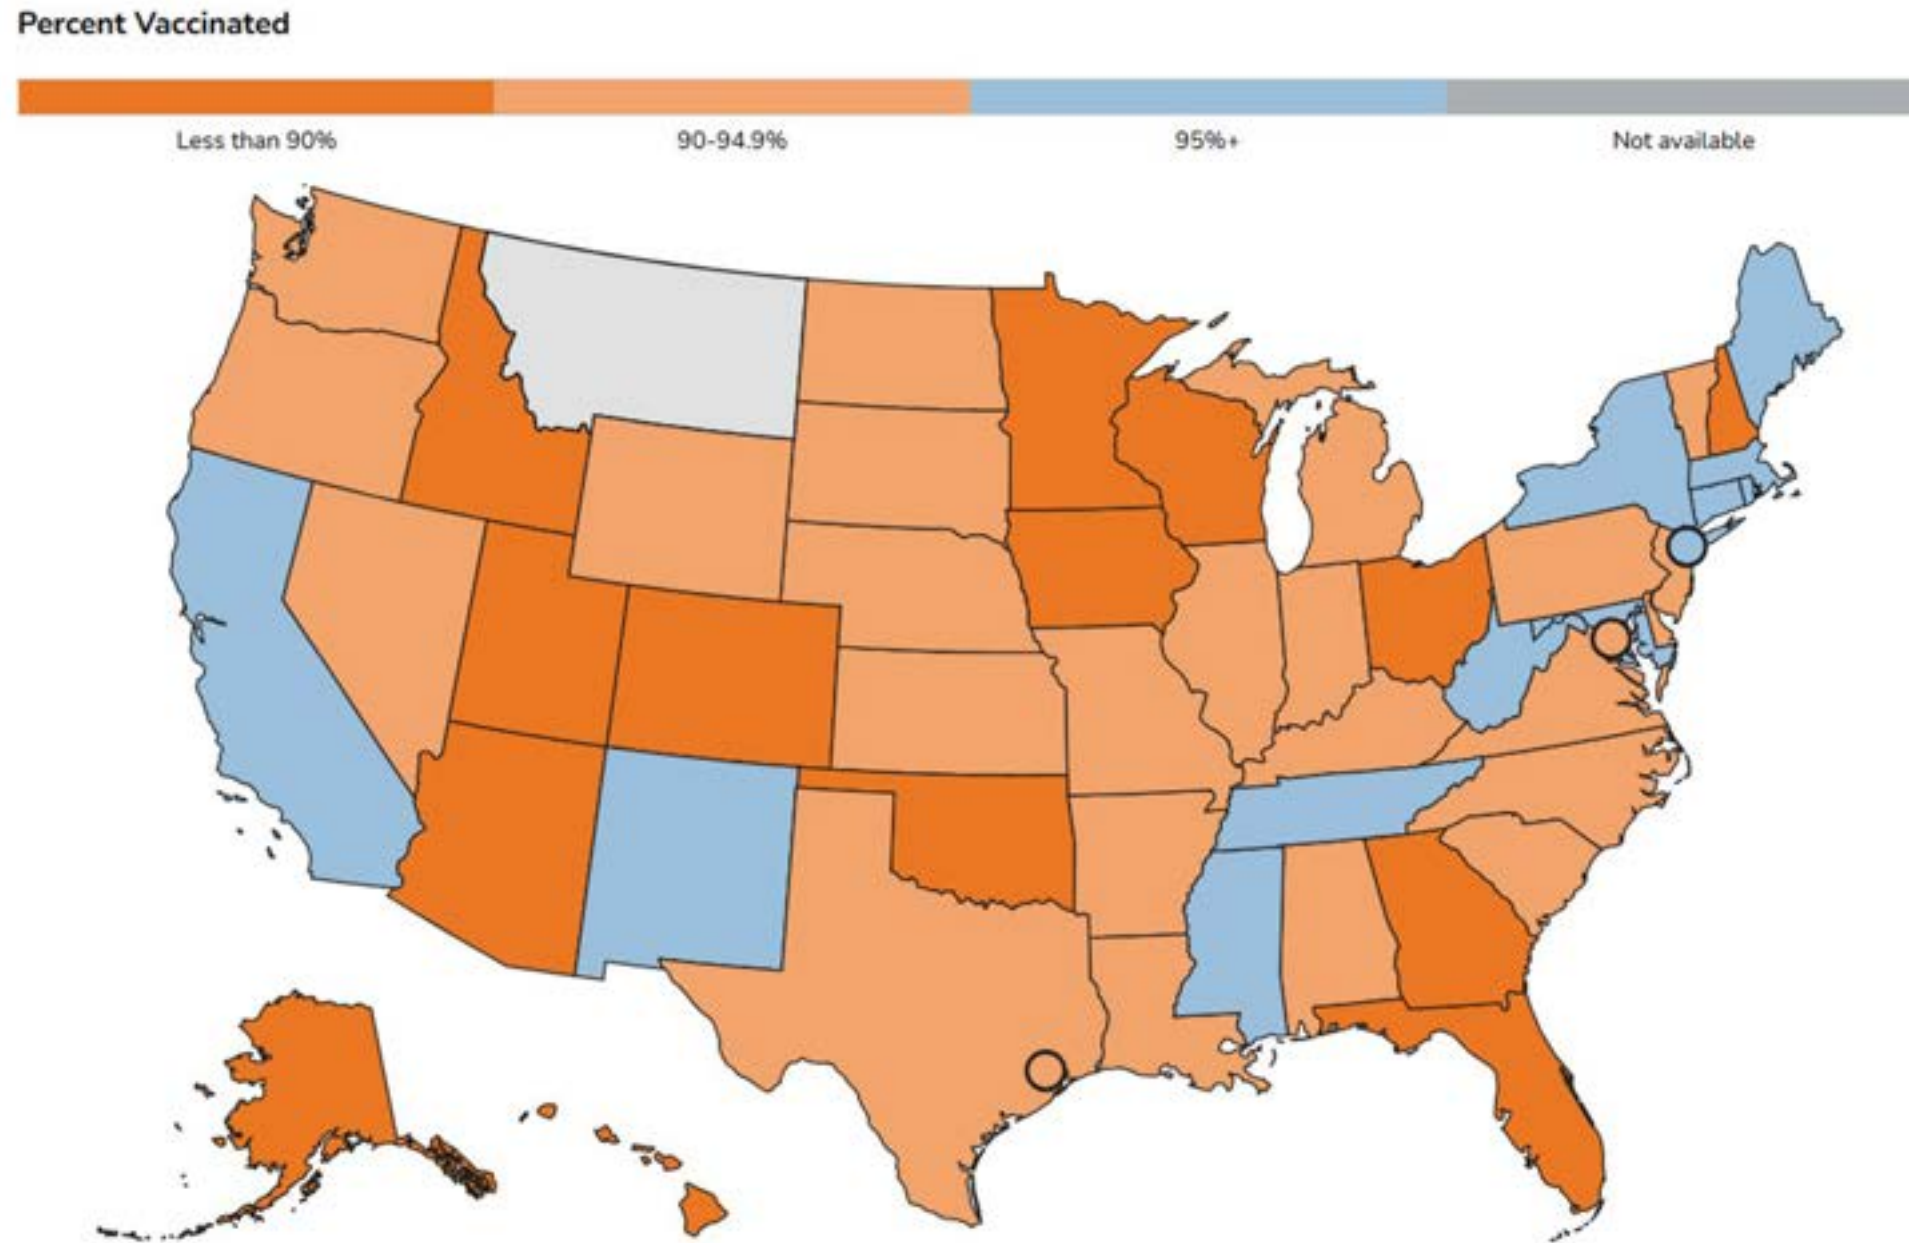 Percent Vaccinated
Less than 90% 90-94.9% 95%+ Not available